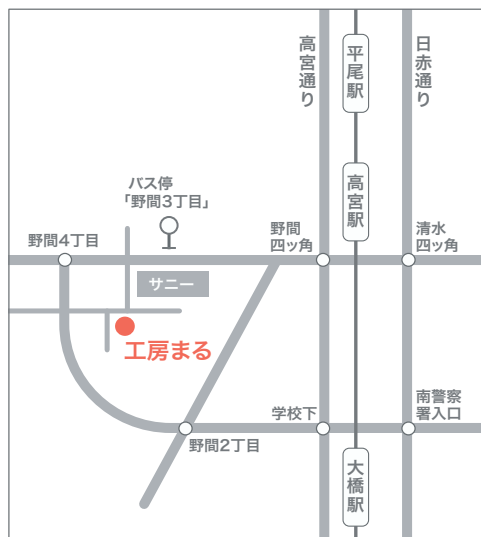 高宮通り
平尾駅
日赤通り
高宮駅
バス停
「野間3丁目」
野間4丁目
野間
四ッ角
清水
四ッ角
サニー
工房まる
学校下
南警察
署入口
野間2丁目
大橋駅